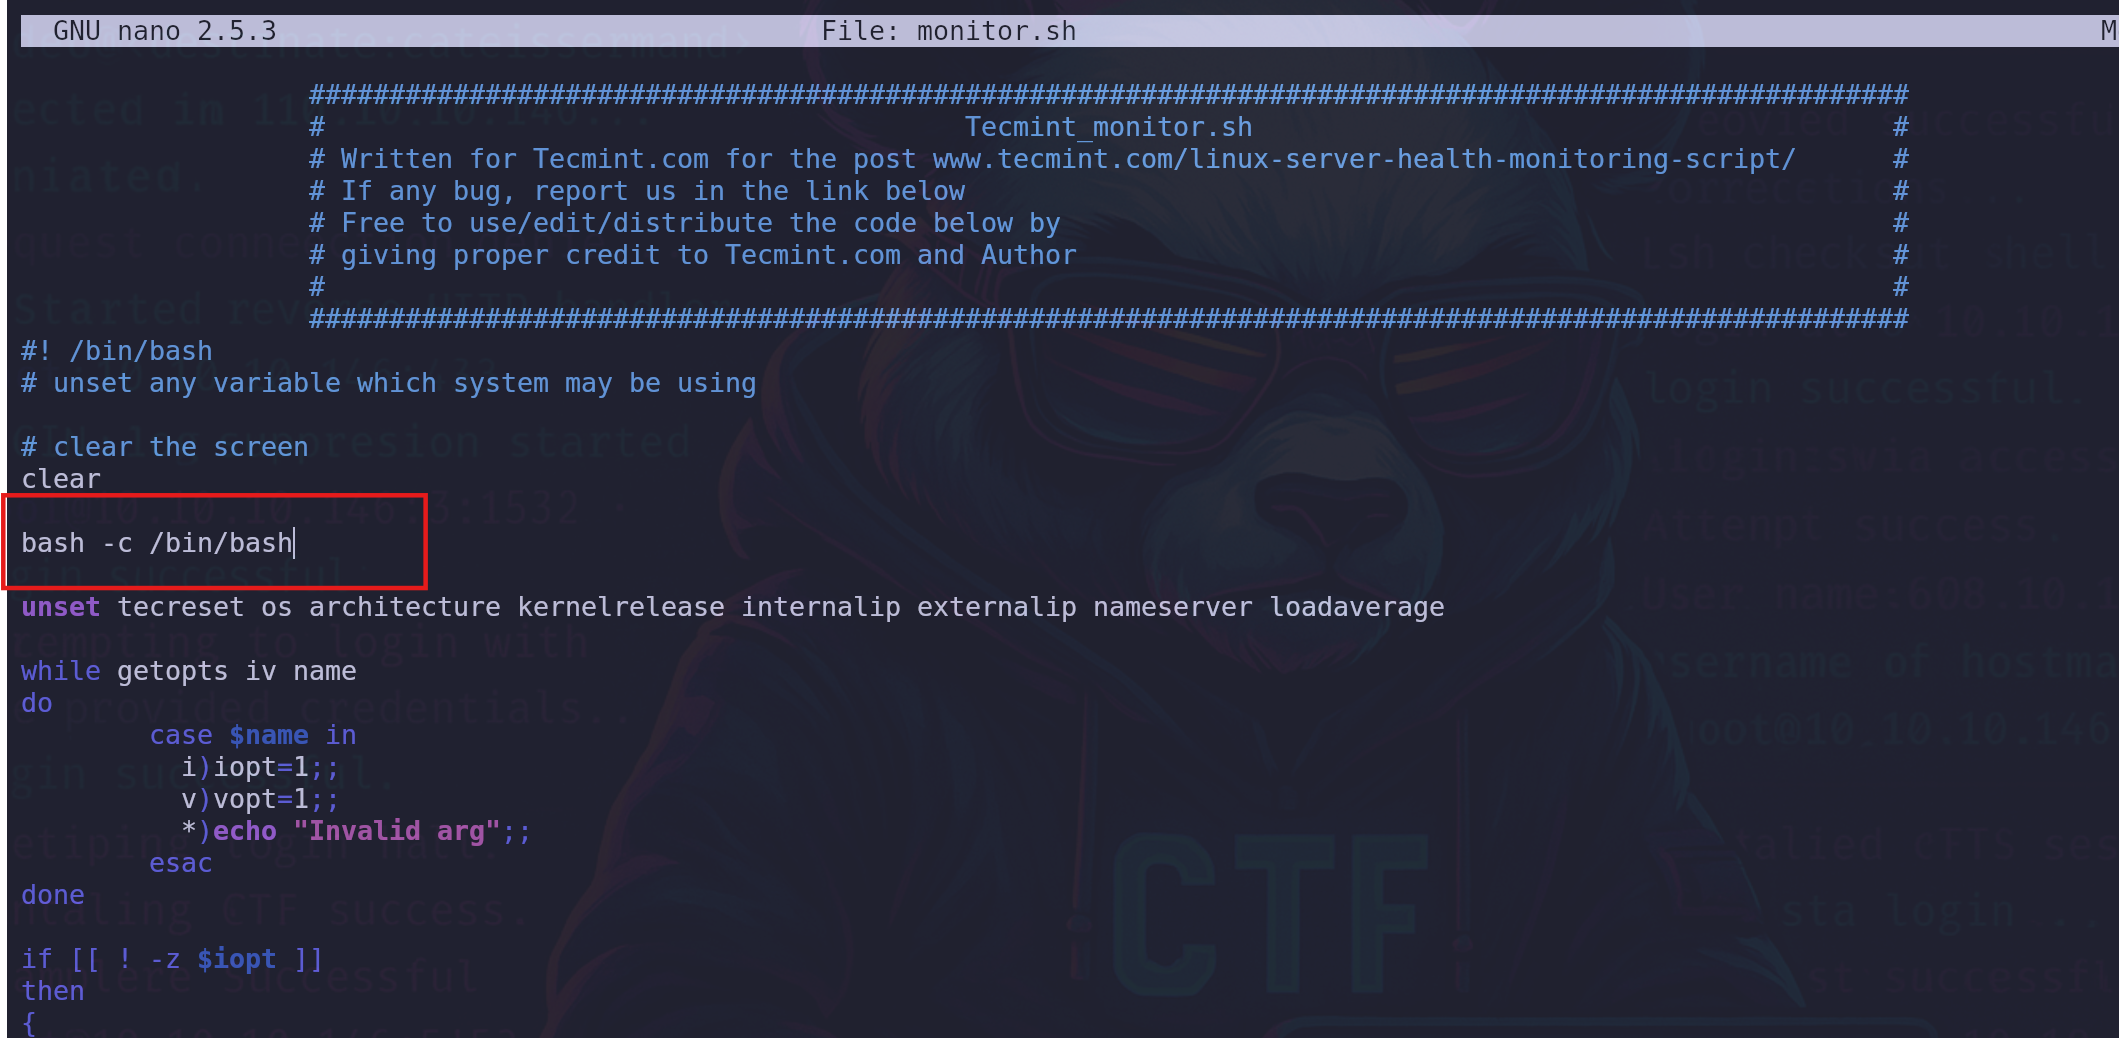 GNU nano 2.5.3 File: monitor.sh M
####################################################################################################
# Tecmint_monitor.sh #
# Written for Tecmint.com for the post www.tecmint.com/linux-server-health-monitoring-script/ #
# If any bug, report us in the link below #
# Free to use/edit/distribute the code below by #
# giving proper credit to Tecmint.com and Author #
# #
####################################################################################################
#! /bin/bash
# unset any variable which system may be using
# clear the screen
clear
bash -c /bin/bash
unset tecreset os architecture kernelrelease internalip externalip nameserver loadaverage
while getopts iv name
do
case $name in
i)iopt=1;;
v)vopt=1;;
*)echo "Invalid arg";;
esac
done
if [[ ! -z $iopt ]]
then
{
CTF